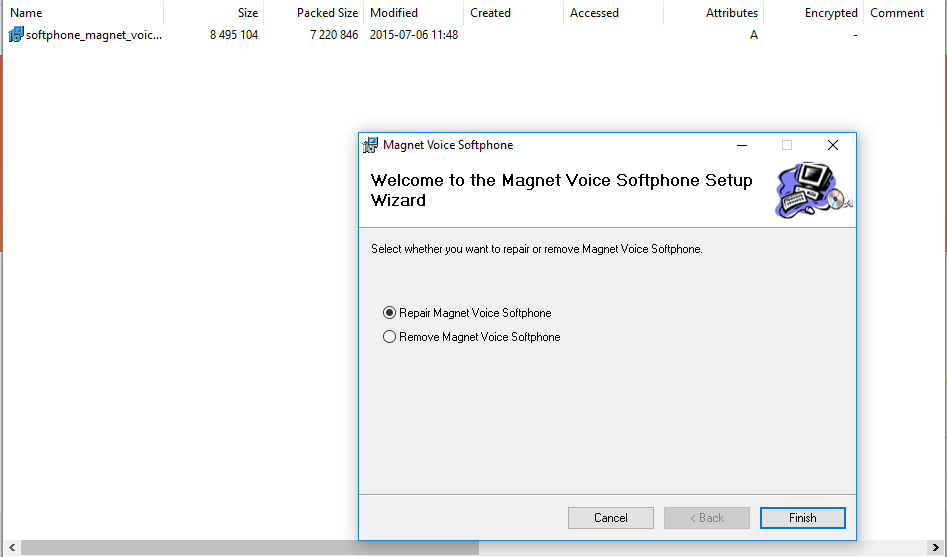 Name Size Packed Size Modified Created Accessed Attributes Encrypted Comment
softphone_magnet_voic... 8 495 104 7 220 846 2015-07-06 11:48 A -
Magnet Voice Softphone
Welcome to the Magnet Voice Softphone Setup
Wizard
Select whether you want to repair or remove Magnet Voice Softphone.
Repair Magnet Voice Softphone
Remove Magnet Voice Softphone
Cancel < Back Finish